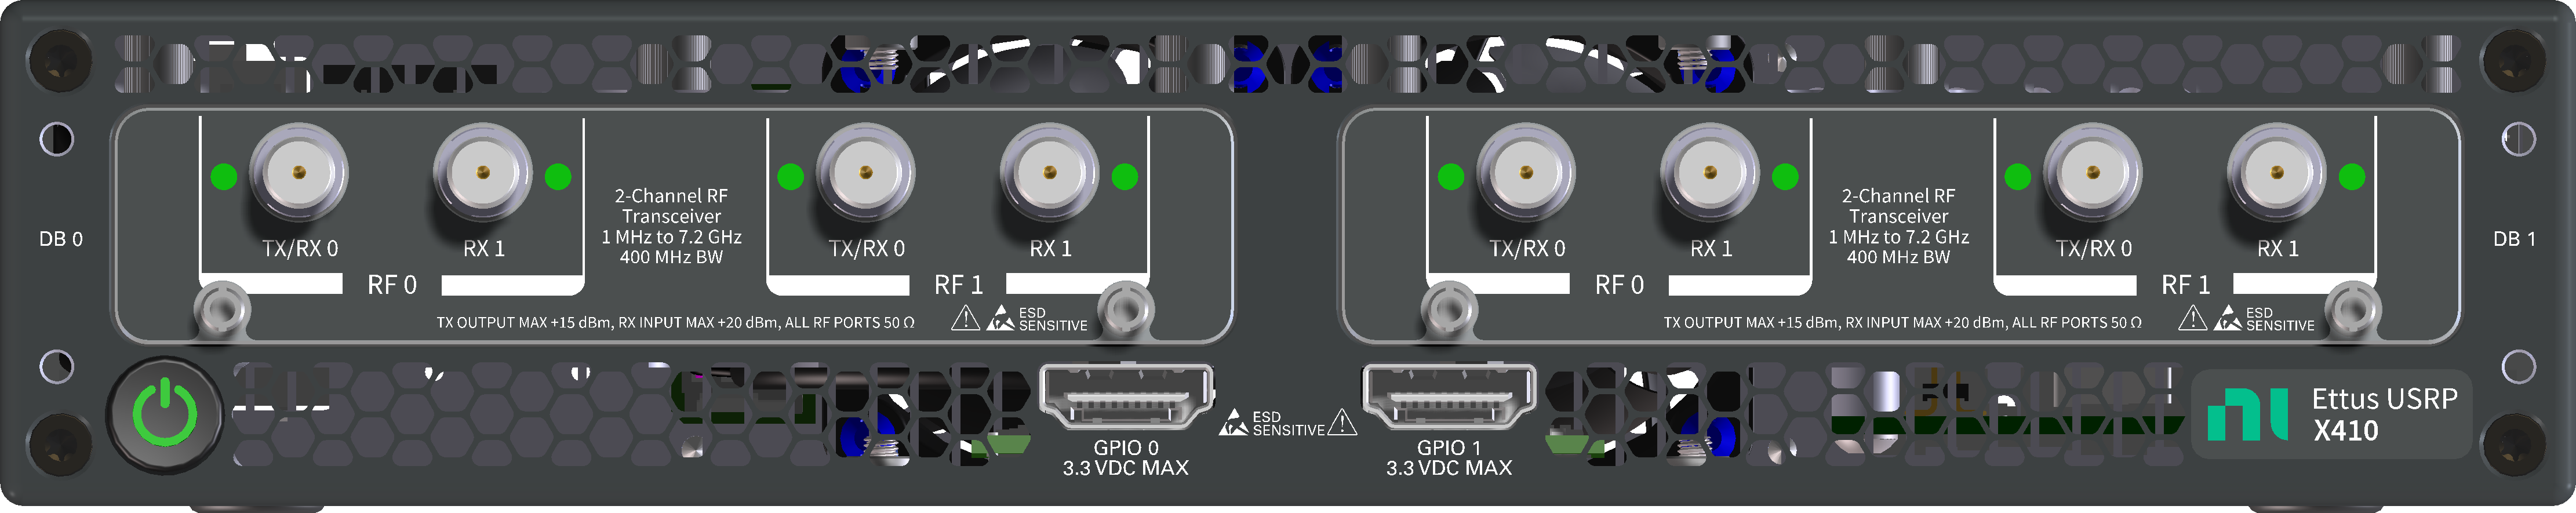 DB 0
TX/RX 0
RX 1
RF 0
2-Channel RF
Transceiver
1 MHz to 7.2 GHz
400 MHz BW
TX/RX 0
RX 1
RF 1
TX OUTPUT MAX +15 dBm, RX INPUT MAX +20 dBm, ALL RF PORTS 50 Ω
ESD
SENSITIVE
TX/RX 0
RX 1
RF 0
2-Channel RF
Transceiver
1 MHz to 7.2 GHz
400 MHz BW
TX/RX 0
RX 1
RF 1
TX OUTPUT MAX +15 dBm, RX INPUT MAX +20 dBm, ALL RF PORTS 50 Ω
ESD
SENSITIVE
DB 1
GPIO 0
3.3 VDC MAX
ESD
SENSITIVE
GPIO 1
3.3 VDC MAX
ni
Ettus USRP
X410